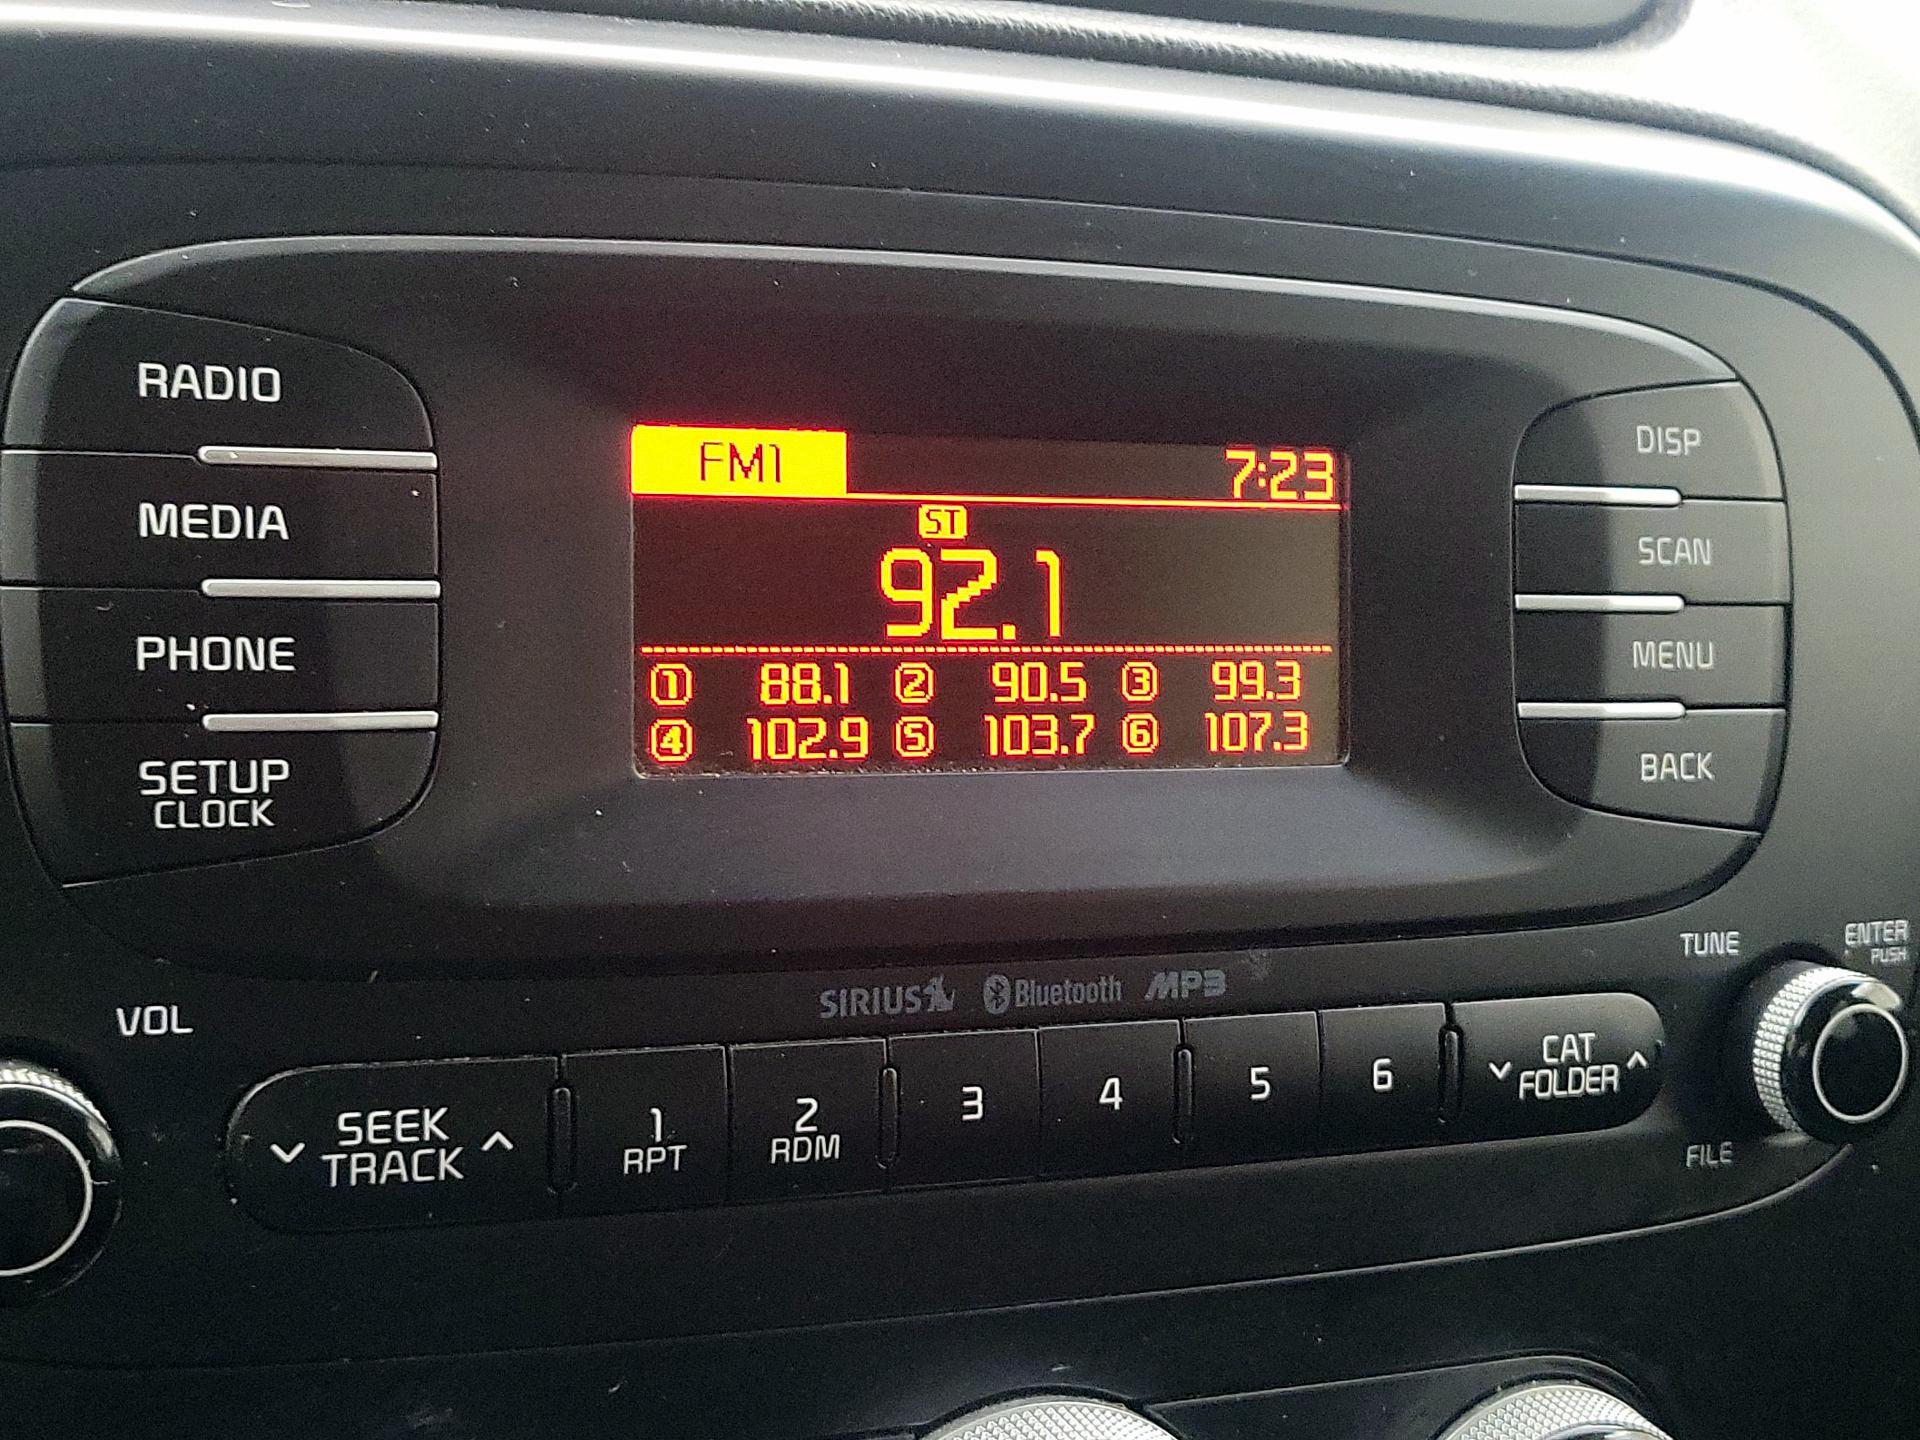 RADIO
MEDIA
PHONE
SETUP
CLOCK
FM1 7:23
ST
92.1
1 88.1 2 90.5 3 99.3
4 102.9 5 103.7 6 107.3
DISP
SCAN
MENU
BACK
SIRIUS Bluetooth MP3
VOL
SEEK
TRACK
1
RPT
2
RDM
3
4
5
6
CAT
FOLDER
TUNE
ENTER
PUSH
FILE